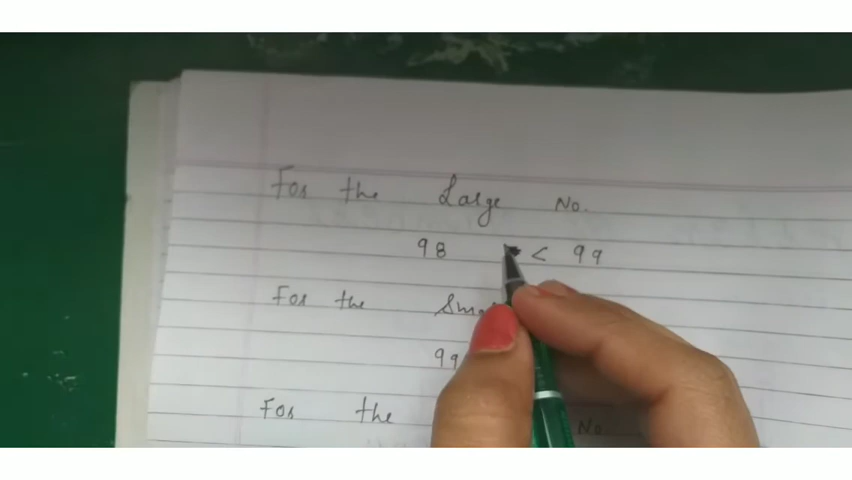 For the Large No.
98 < 99
For the
99
For the No.